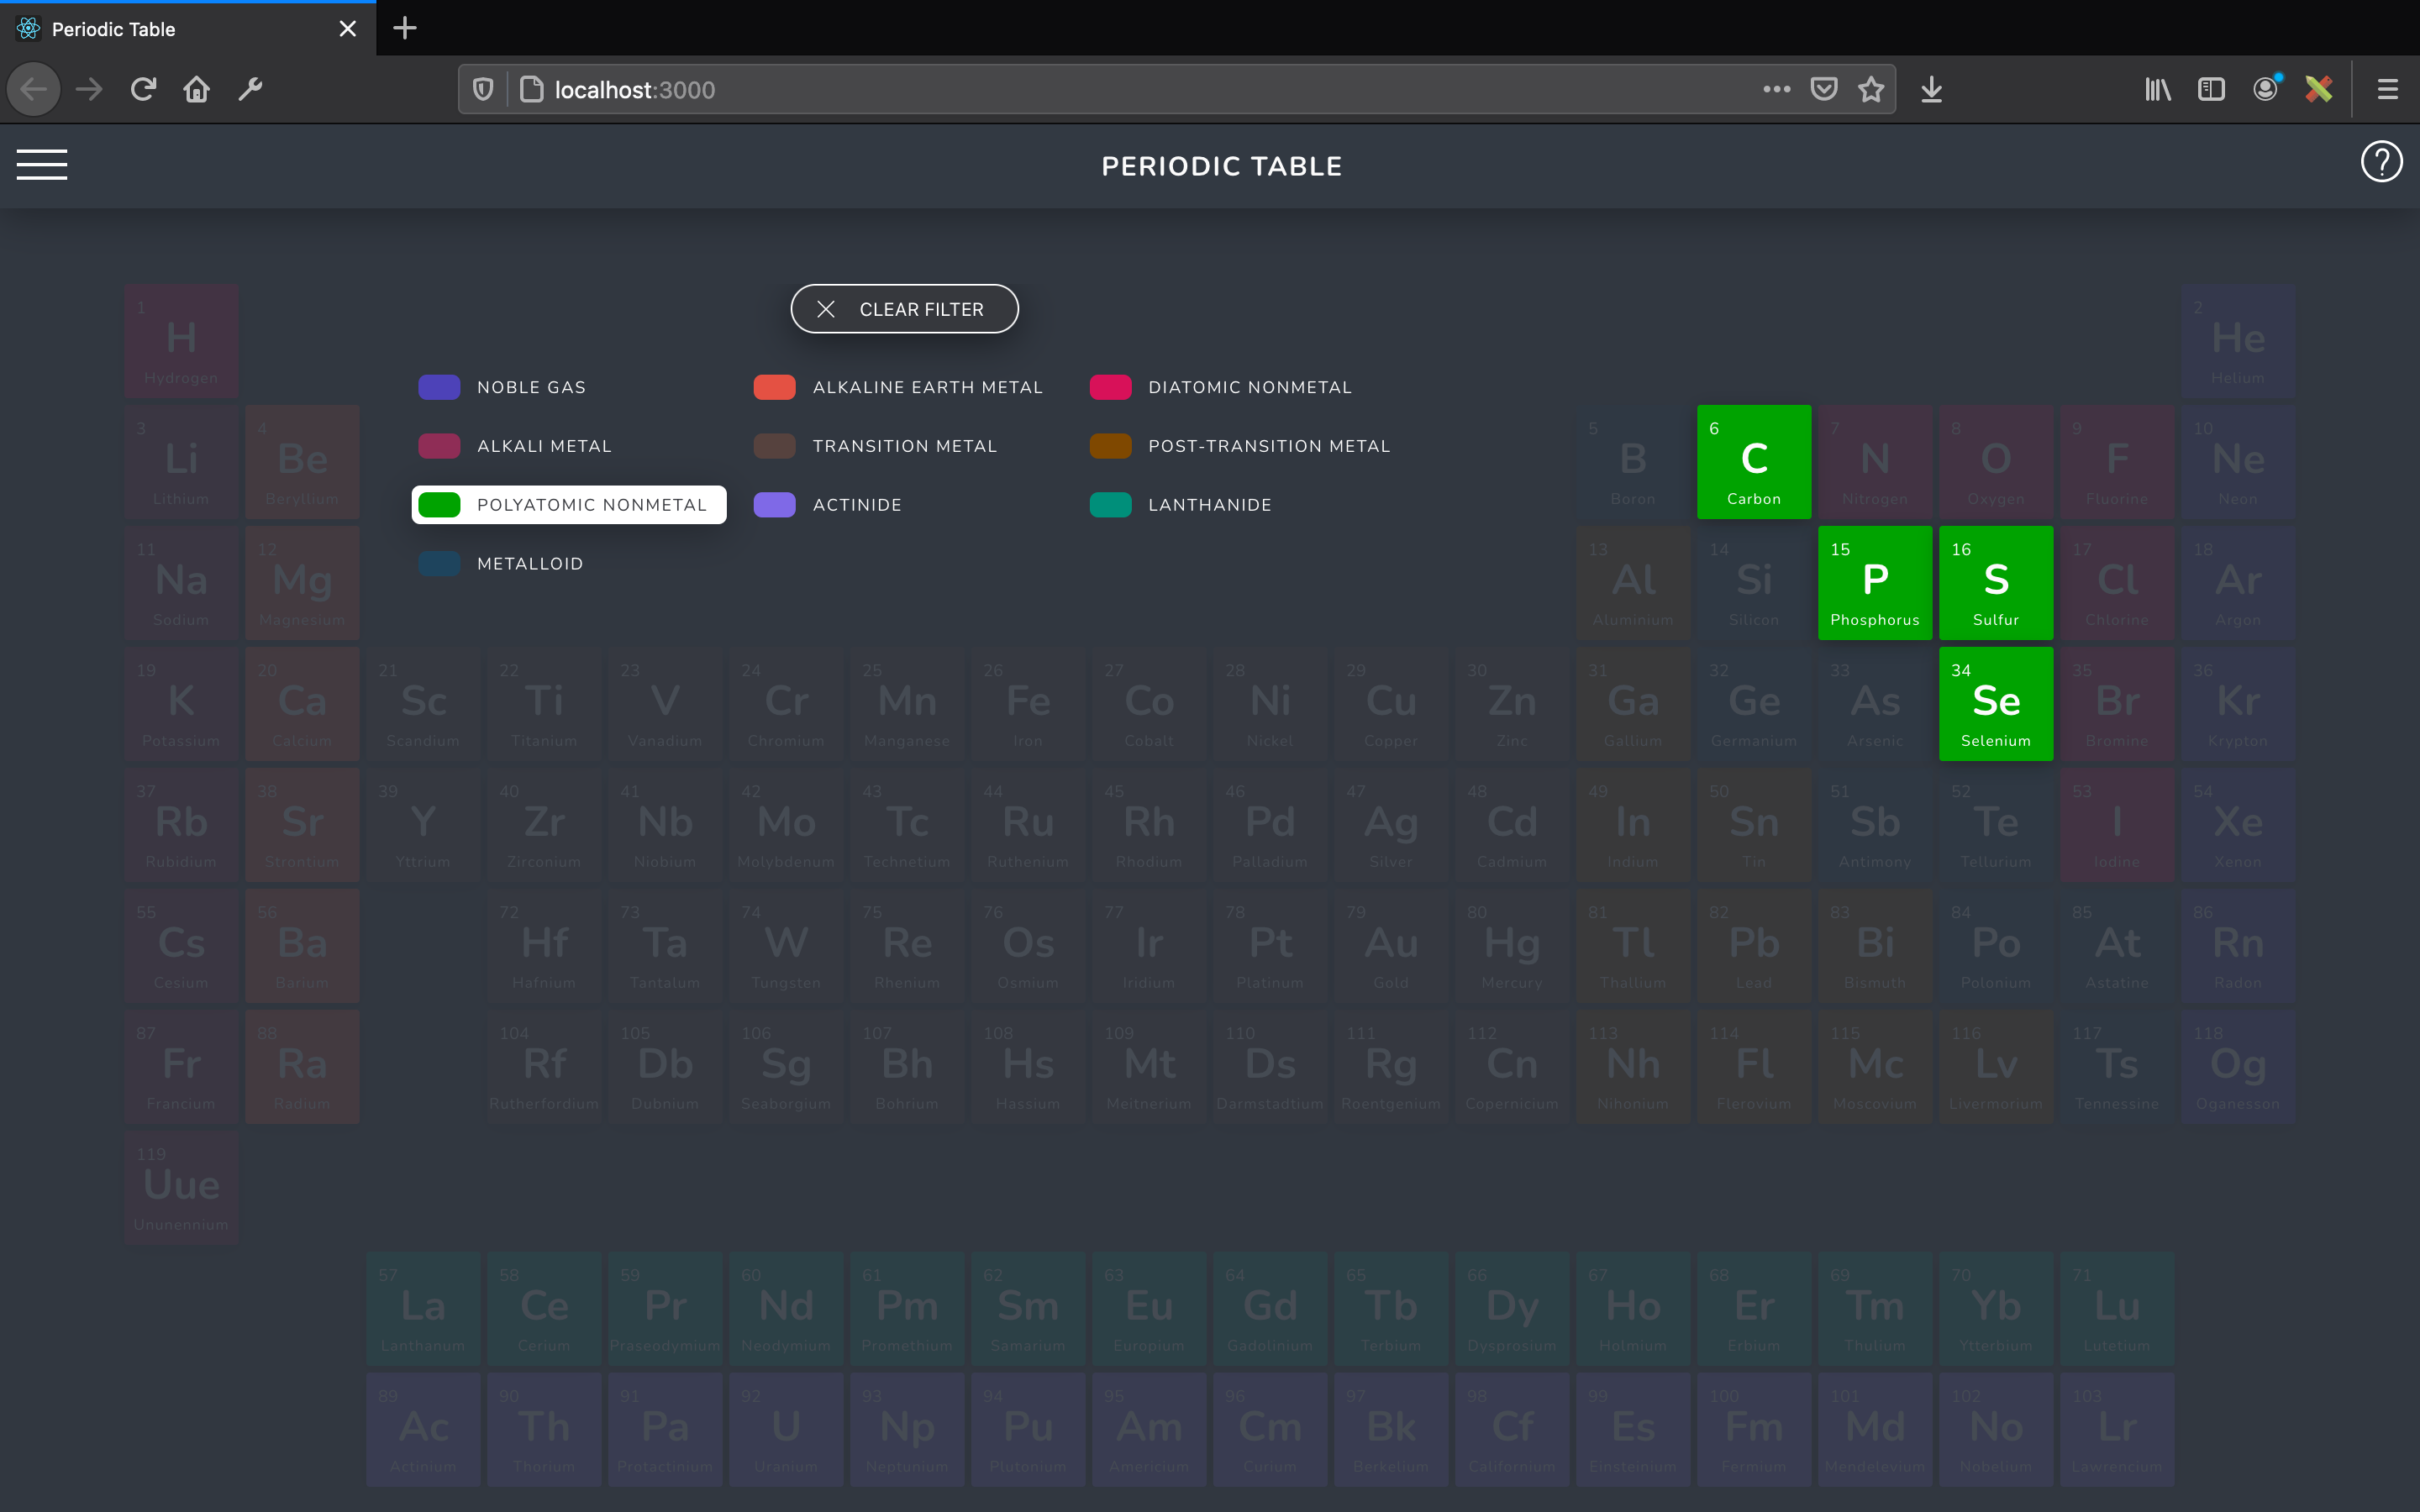 Periodic Table
localhost:3000
PERIODIC TABLE
CLEAR FILTER
NOBLE GAS
ALKALINE EARTH METAL
DIATOMIC NONMETAL
ALKALI METAL
TRANSITION METAL
POST-TRANSITION METAL
POLYATOMIC NONMETAL
ACTINIDE
LANTHANIDE
METALLOID
1 H Hydrogen
2 He Helium
3 Li Lithium
4 Be Beryllium
5 B Boron
6 C Carbon
7 N Nitrogen
8 O Oxygen
9 F Fluorine
10 Ne Neon
11 Na Sodium
12 Mg Magnesium
13 Al Aluminium
14 Si Silicon
15 P Phosphorus
16 S Sulfur
17 Cl Chlorine
18 Ar Argon
19 K Potassium
20 Ca Calcium
21 Sc Scandium
22 Ti Titanium
23 V Vanadium
24 Cr Chromium
25 Mn Manganese
26 Fe Iron
27 Co Cobalt
28 Ni Nickel
29 Cu Copper
30 Zn Zinc
31 Ga Gallium
32 Ge Germanium
33 As Arsenic
34 Se Selenium
35 Br Bromine
36 Kr Krypton
37 Rb Rubidium
38 Sr Strontium
39 Y Yttrium
40 Zr Zirconium
41 Nb Niobium
42 Mo Molybdenum
43 Tc Technetium
44 Ru Ruthenium
45 Rh Rhodium
46 Pd Palladium
47 Ag Silver
48 Cd Cadmium
49 In Indium
50 Sn Tin
51 Sb Antimony
52 Te Tellurium
53 I Iodine
54 Xe Xenon
55 Cs Cesium
56 Ba Barium
72 Hf Hafnium
73 Ta Tantalum
74 W Tungsten
75 Re Rhenium
76 Os Osmium
77 Ir Iridium
78 Pt Platinum
79 Au Gold
80 Hg Mercury
81 Tl Thallium
82 Pb Lead
83 Bi Bismuth
84 Po Polonium
85 At Astatine
86 Rn Radon
87 Fr Francium
88 Ra Radium
104 Rf Rutherfordium
105 Db Dubnium
106 Sg Seaborgium
107 Bh Bohrium
108 Hs Hassium
109 Mt Meitnerium
110 Ds Darmstadtium
111 Rg Roentgenium
112 Cn Copernicium
113 Nh Nihonium
114 Fl Flerovium
115 Mc Moscovium
116 Lv Livermorium
117 Ts Tennessine
118 Og Oganesson
119 Uue Ununennium
57 La Lanthanum
58 Ce Cerium
59 Pr Praseodymium
60 Nd Neodymium
61 Pm Promethium
62 Sm Samarium
63 Eu Europium
64 Gd Gadolinium
65 Tb Terbium
66 Dy Dysprosium
67 Ho Holmium
68 Er Erbium
69 Tm Thulium
70 Yb Ytterbium
71 Lu Lutetium
89 Ac Actinium
90 Th Thorium
91 Pa Protactinium
92 U Uranium
93 Np Neptunium
94 Pu Plutonium
95 Am Americium
96 Cm Curium
97 Bk Berkelium
98 Cf Californium
99 Es Einsteinium
100 Fm Fermium
101 Md Mendelevium
102 No Nobelium
103 Lr Lawrencium